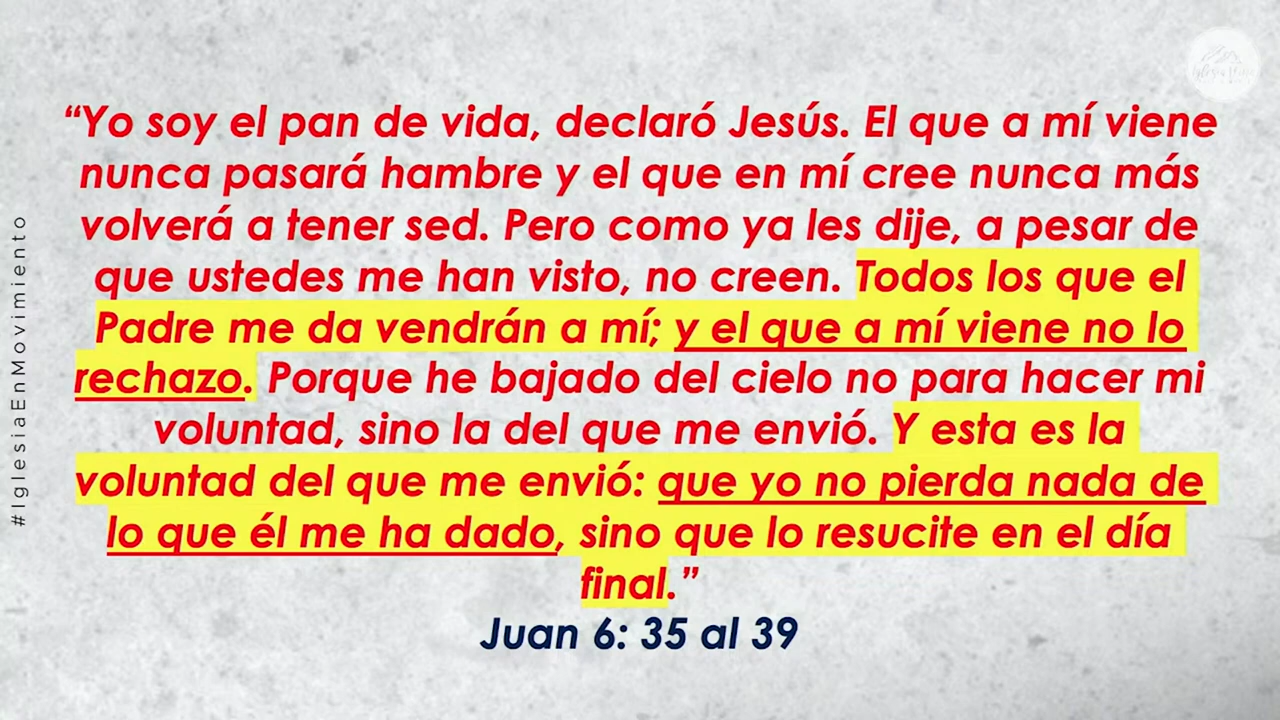 “Yo soy el pan de vida, declaró Jesús. El que a mí viene
nunca pasará hambre y el que en mí cree nunca más
volverá a tener sed. Pero como ya les dije, a pesar de
que ustedes me han visto, no creen. Todos los que el
Padre me da vendrán a mí; y el que a mí viene no lo
rechazo. Porque he bajado del cielo no para hacer mi
voluntad, sino la del que me envió. Y esta es la
voluntad del que me envió: que yo no pierda nada de
lo que él me ha dado, sino que lo resucite en el día
final.”
Juan 6: 35 al 39
#IglesiaEnMovimiento